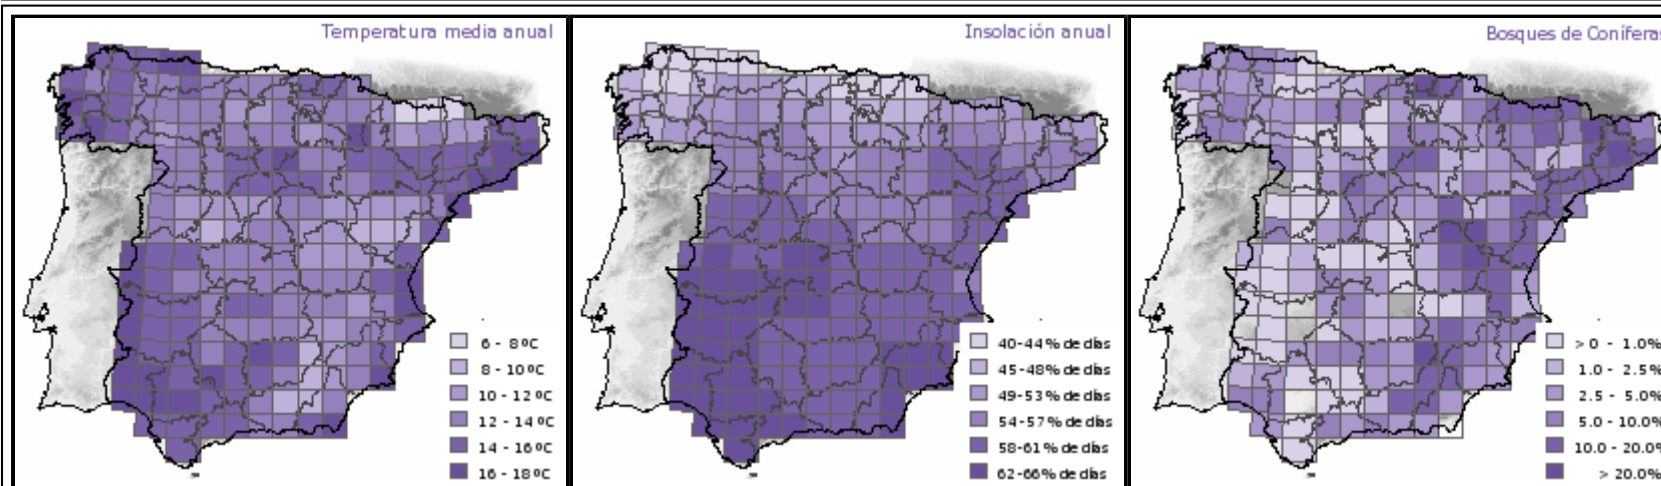 Temperatura media anual
6 - 8ºC
8 - 10ºC
10 - 12ºC
12 - 14ºC
14 - 16ºC
16 - 18ºC
Insolación anual
40-44% de días
45-48% de días
49-53% de días
54-57% de días
58-61% de días
62-66% de días
Bosques de Coníferas
> 0 - 1.0%
1.0 - 2.5%
2.5 - 5.0%
5.0 - 10.0%
10.0 - 20.0%
> 20.0%